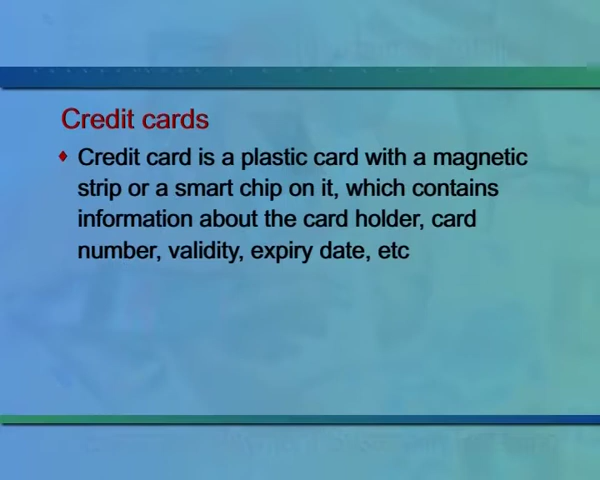 Credit cards
Credit card is a plastic card with a magnetic
strip or a smart chip on it, which contains
information about the card holder, card
number, validity, expiry date, etc